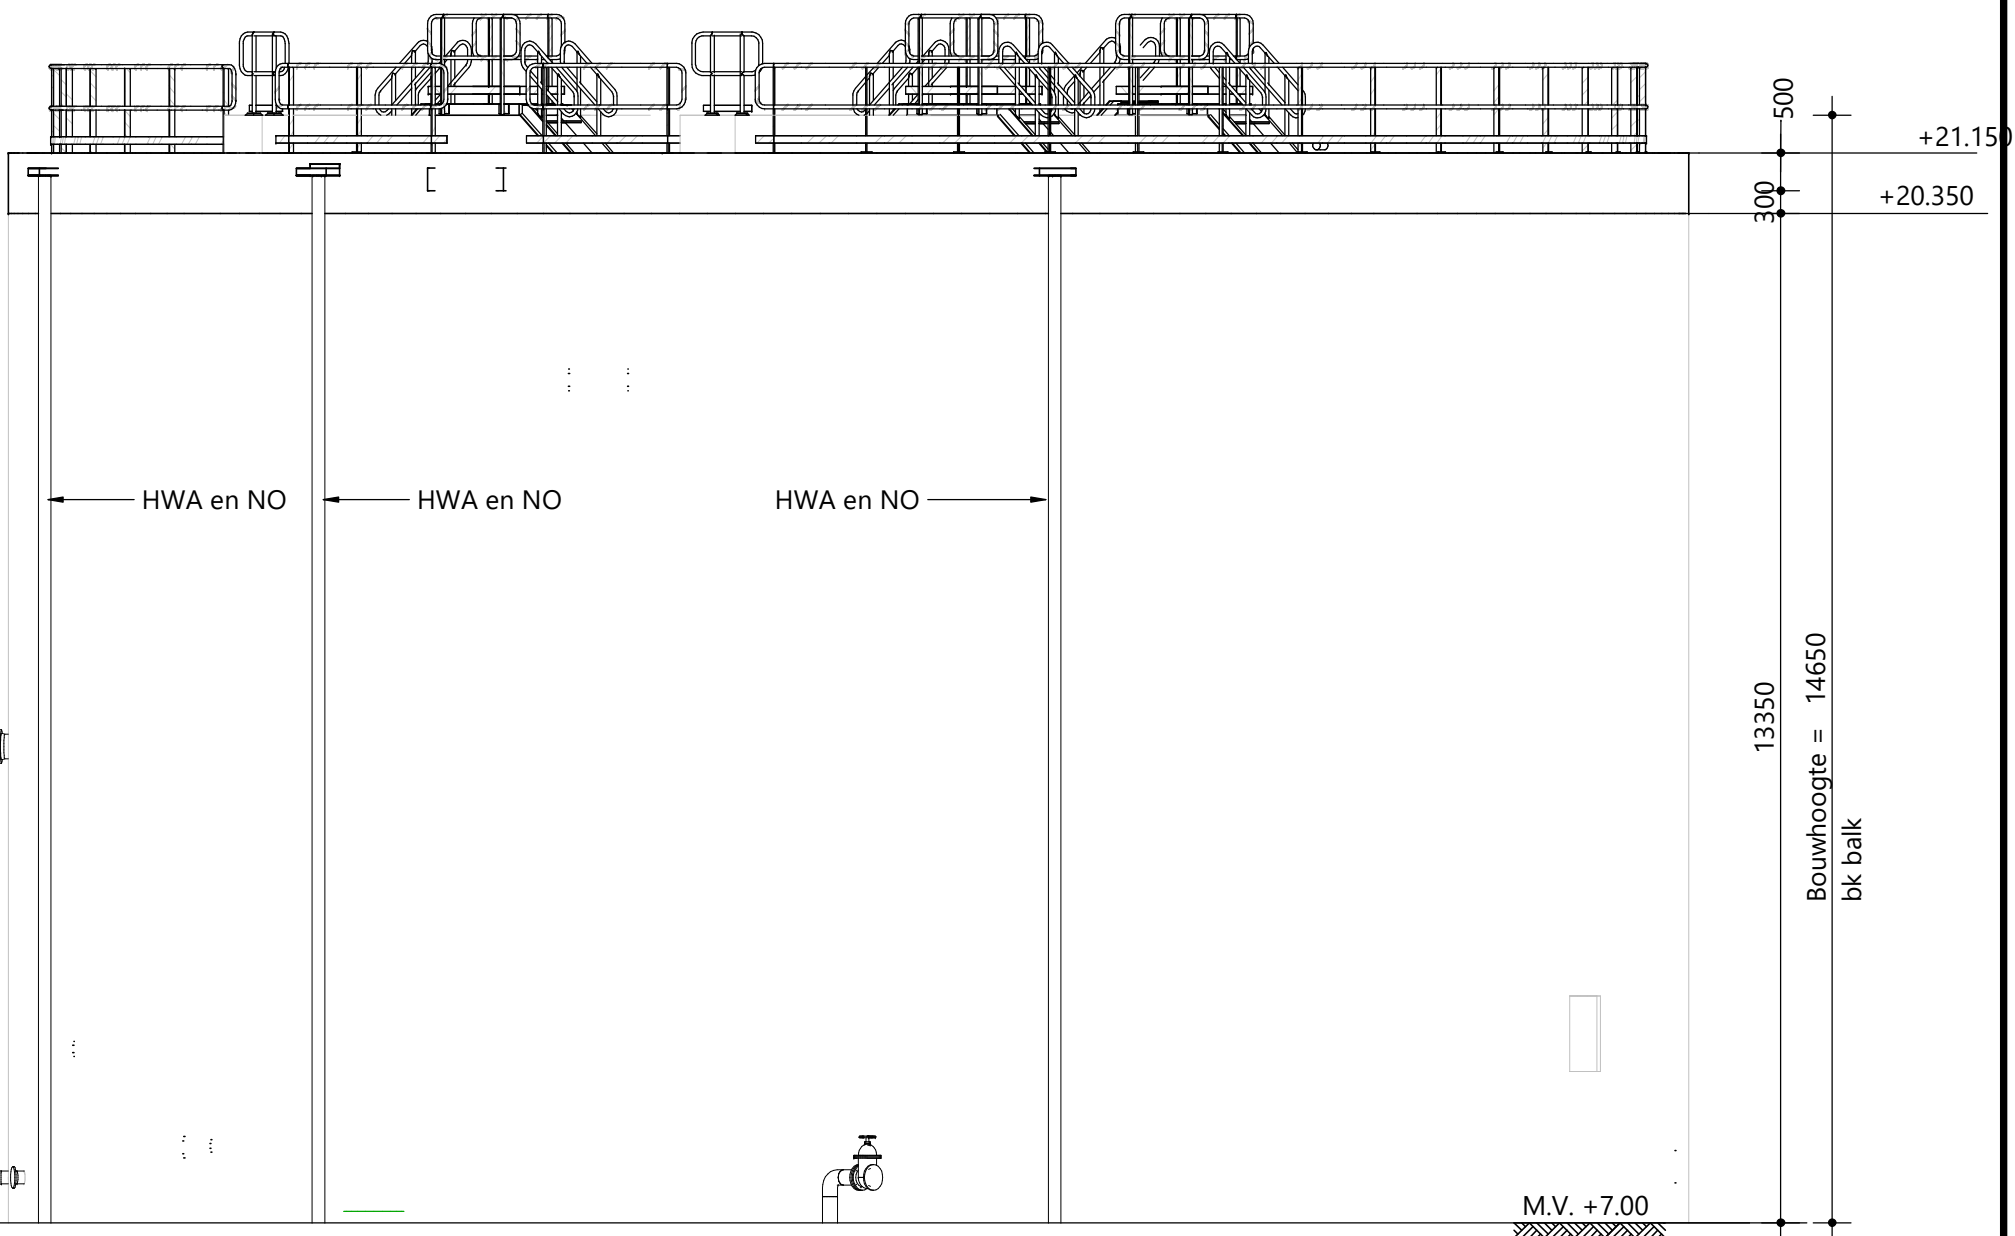 500
+21.150
300
+20.350
HWA en NO
HWA en NO
HWA en NO
13350
Bouwhoogte = 14650
bk balk
M.V. +7.00